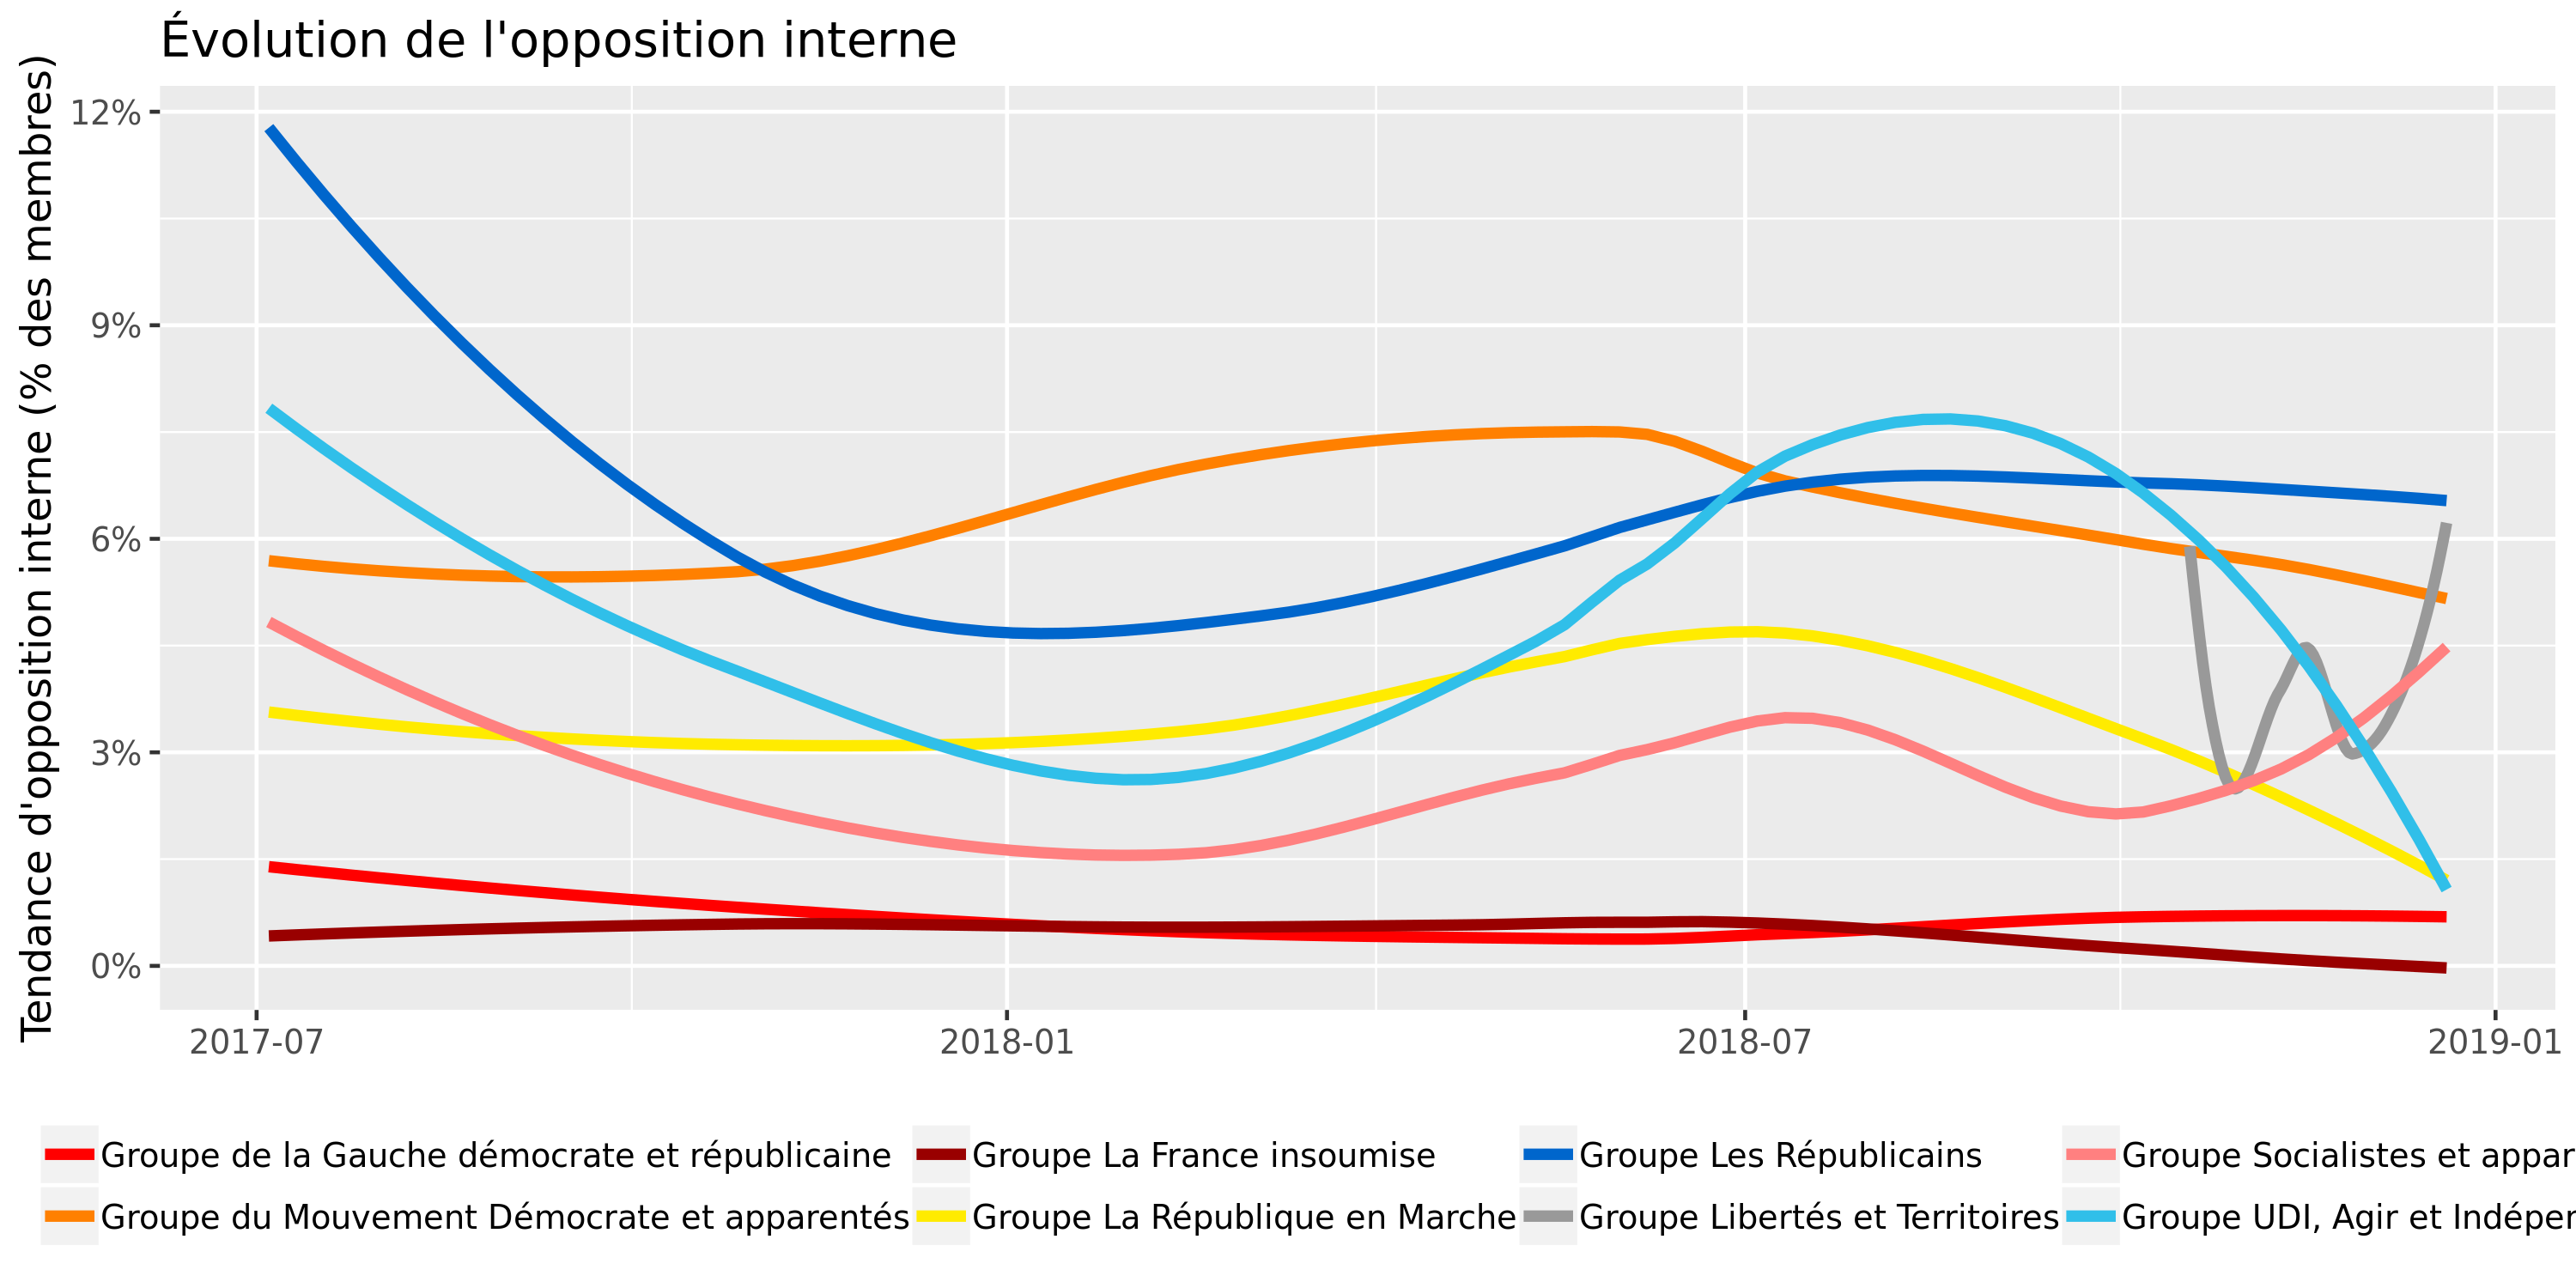 Évolution de l'opposition interne
Tendance d'opposition interne (% des membres)
12%
9%
6%
3%
0%
2017-07 2018-01 2018-07 2019-01
Groupe de la Gauche démocrate et républicaine Groupe La France insoumise Groupe Les Républicains Groupe Socialistes et appar
Groupe du Mouvement Démocrate et apparentés Groupe La République en Marche Groupe Libertés et Territoires Groupe UDI, Agir et Indéper